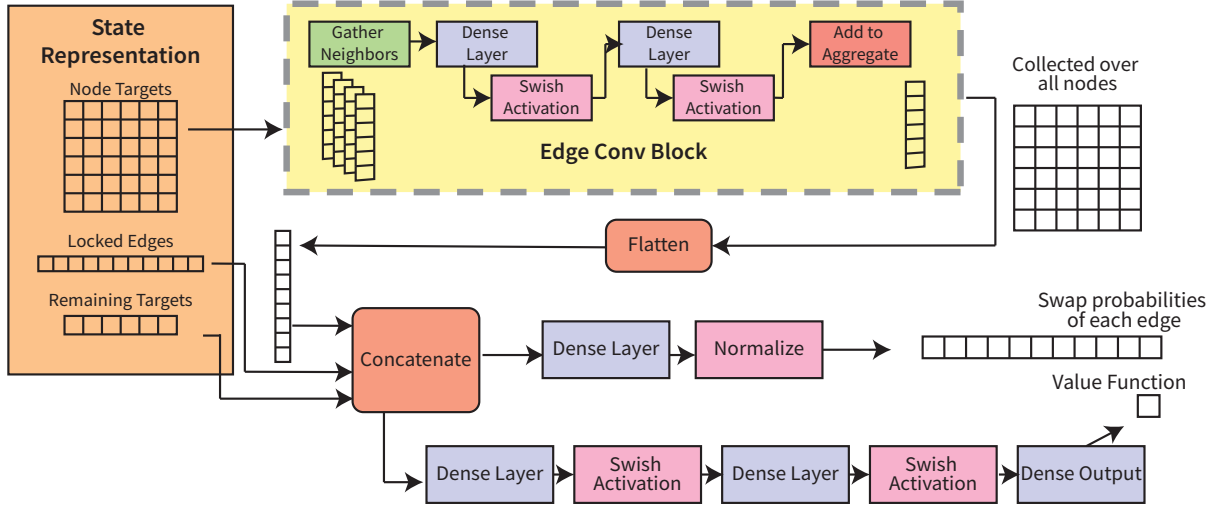 State
Representation
Node Targets
Locked Edges
Remaining Targets
Gather
Neighbors
Dense
Layer
Swish
Activation
Dense
Layer
Swish
Activation
Add to
Aggregate
Edge Conv Block
Collected over
all nodes
Flatten
Concatenate
Dense Layer
Normalize
Swap probabilities
of each edge
Value Function
Dense Layer
Swish
Activation
Dense Layer
Swish
Activation
Dense Output